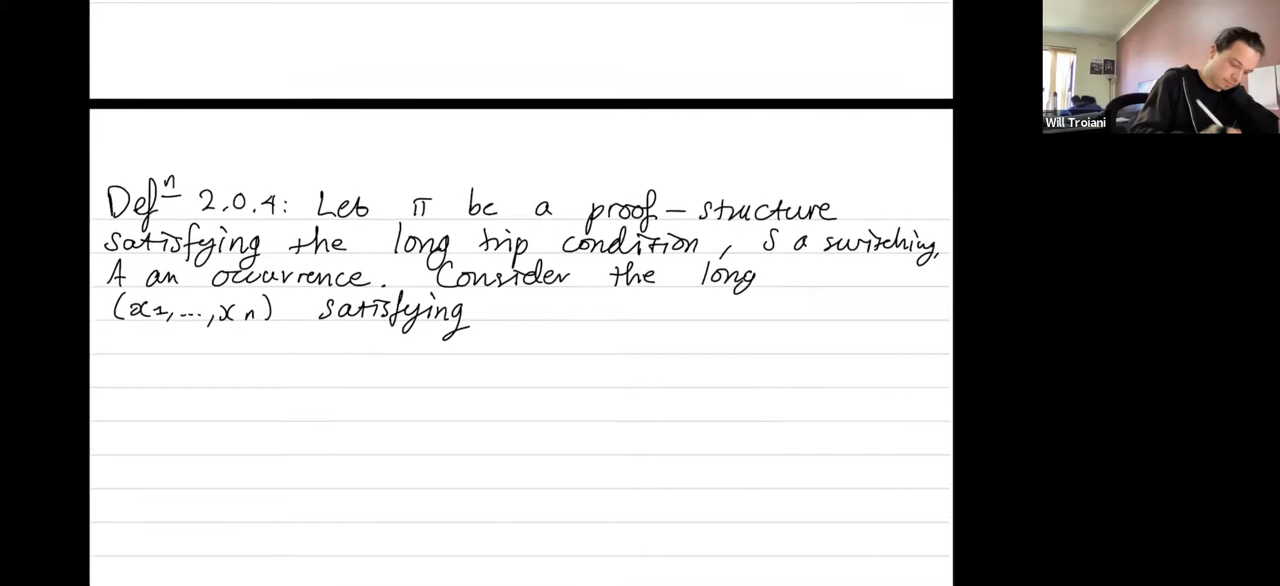 Defⁿ 2.0.4: Let π be a proof-structure
satisfying the long trip condition, S a switching,
A an occurrence. Consider the long
(x₁,...,xₙ) satisfying
Will Troiani